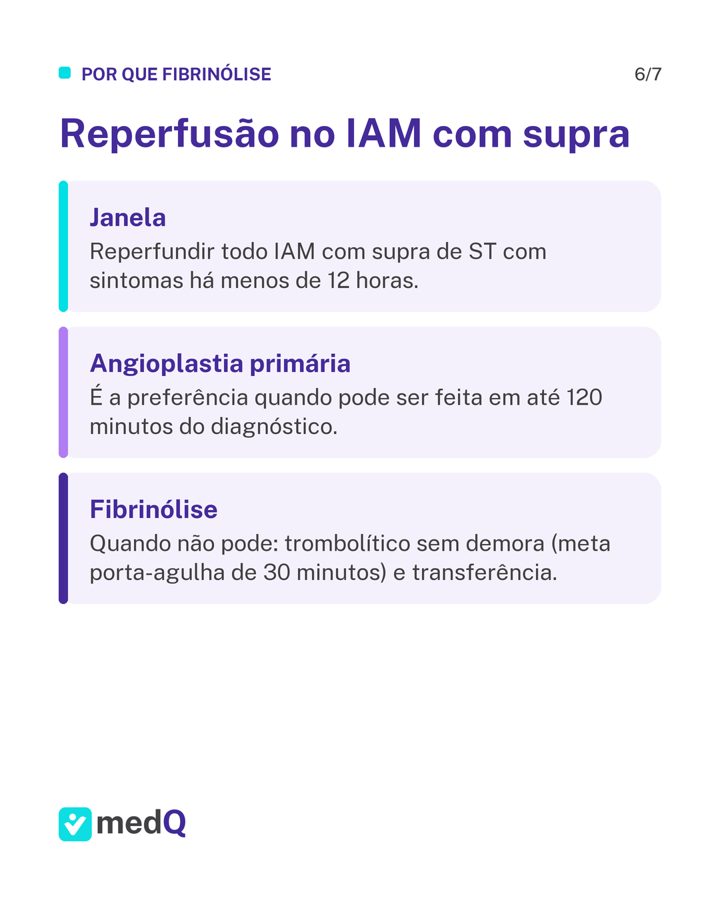 POR QUE FIBRINÓLISE
6/7
Reperfusão no IAM com supra
Janela
Reperfundir todo IAM com supra de ST com
sintomas há menos de 12 horas.
Angioplastia primária
É a preferência quando pode ser feita em até 120
minutos do diagnóstico.
Fibrinólise
Quando não pode: trombolítico sem demora (meta
porta-agulha de 30 minutos) e transferência.
medQ